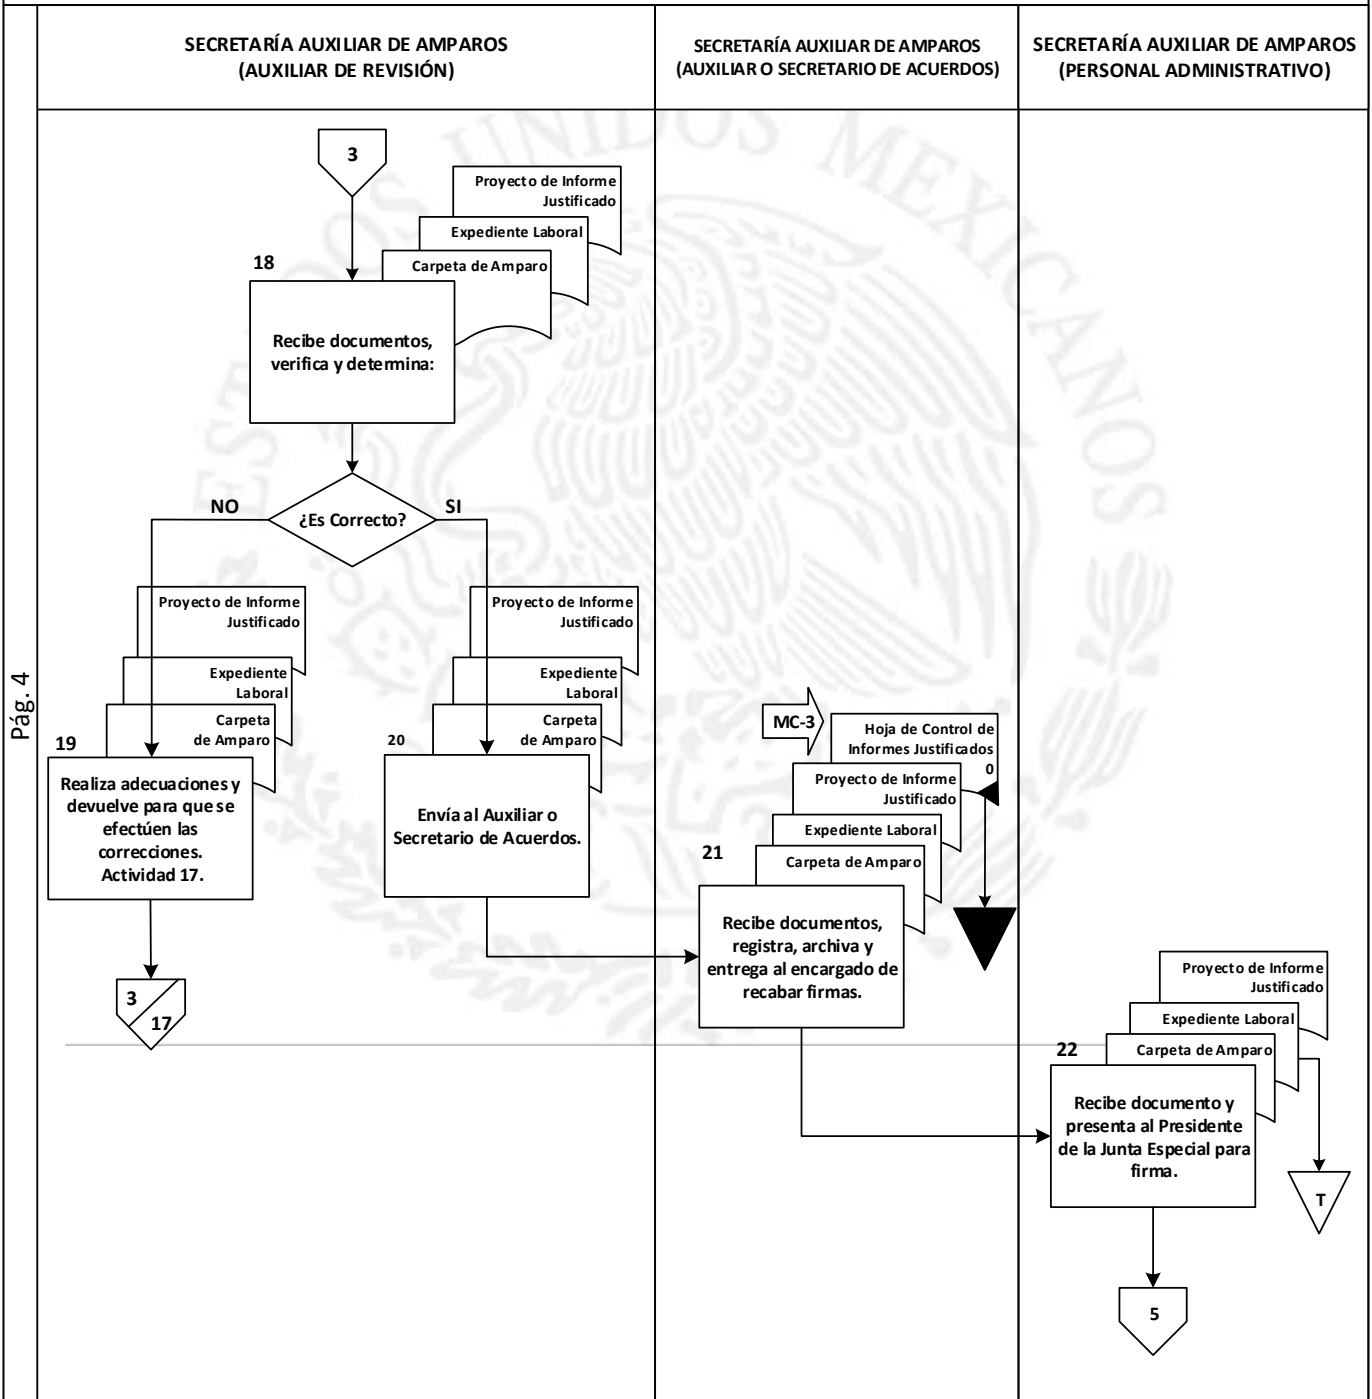 SECRETARÍA AUXILIAR DE AMPAROS
(AUXILIAR DE REVISIÓN)
SECRETARÍA AUXILIAR DE AMPAROS
(AUXILIAR O SECRETARIO DE ACUERDOS)
SECRETARÍA AUXILIAR DE AMPAROS
(PERSONAL ADMINISTRATIVO)
Pág. 4
ESTADOS UNIDOS MEXICANOS
3
Proyecto de Informe
Justificado
Expediente Laboral
Carpeta de Amparo
18
Recibe documentos,
verifica y determina:
¿Es Correcto?
NO
SI
Proyecto de Informe
Justificado
Expediente
Laboral
Carpeta
de Amparo
19
Realiza adecuaciones y
devuelve para que se
efectúen las
correcciones.
Actividad 17.
3
17
Proyecto de Informe
Justificado
Expediente
Laboral
Carpeta
de Amparo
20
Envía al Auxiliar o
Secretario de Acuerdos.
MC-3
Hoja de Control de
Informes Justificados
0
Proyecto de Informe
Justificado
Expediente Laboral
Carpeta de Amparo
21
Recibe documentos,
registra, archiva y
entrega al encargado de
recabar firmas.
Proyecto de Informe
Justificado
Expediente Laboral
Carpeta de Amparo
22
Recibe documento y
presenta al Presidente
de la Junta Especial para
firma.
T
5